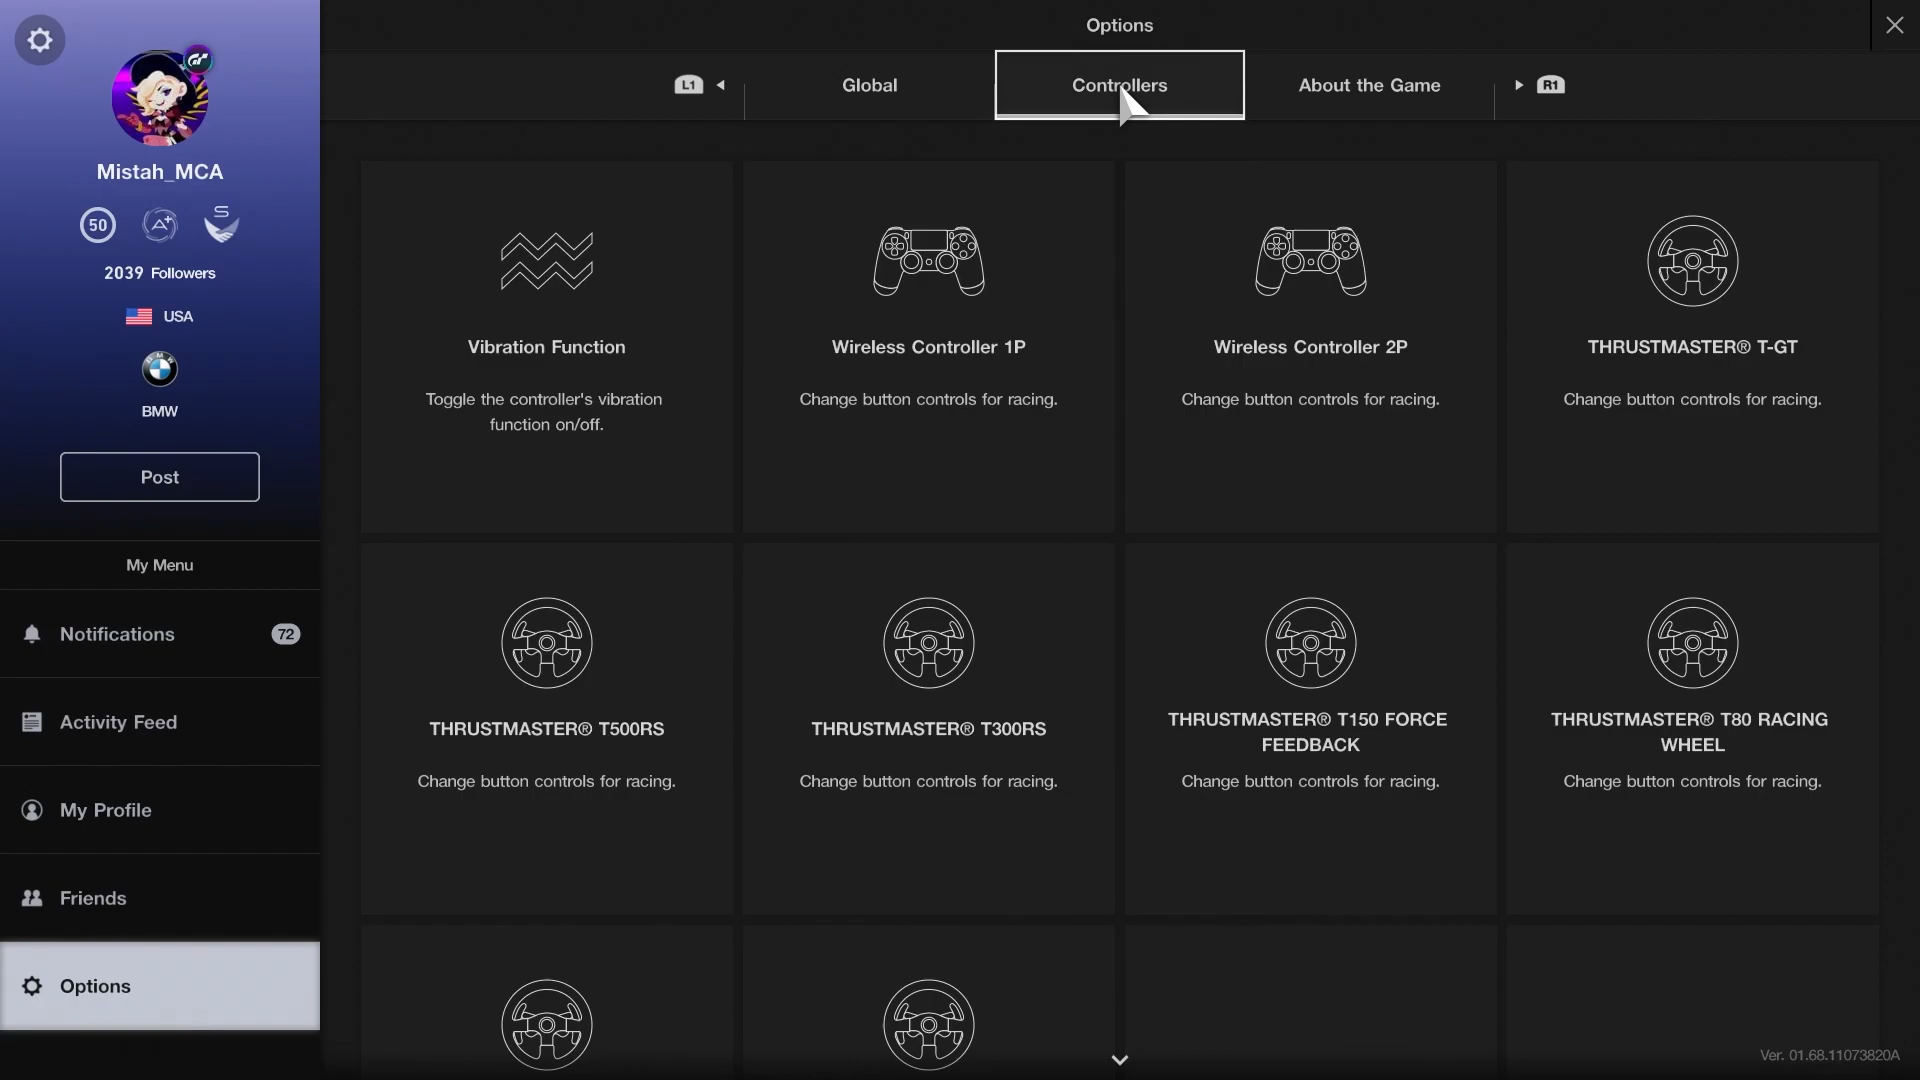 Options
L1
Global
Controllers
About the Game
R1
GT
Mistah_MCA
50
A+
S
2039 Followers
USA
BMW
BMW
Post
My Menu
Notifications
72
Activity Feed
My Profile
Friends
Options
Vibration Function
Toggle the controller's vibration
function on/off.
Wireless Controller 1P
Change button controls for racing.
Wireless Controller 2P
Change button controls for racing.
THRUSTMASTER® T-GT
Change button controls for racing.
THRUSTMASTER® T500RS
Change button controls for racing.
THRUSTMASTER® T300RS
Change button controls for racing.
THRUSTMASTER® T150 FORCE
FEEDBACK
Change button controls for racing.
THRUSTMASTER® T80 RACING
WHEEL
Change button controls for racing.
Ver. 01.68.11073820A